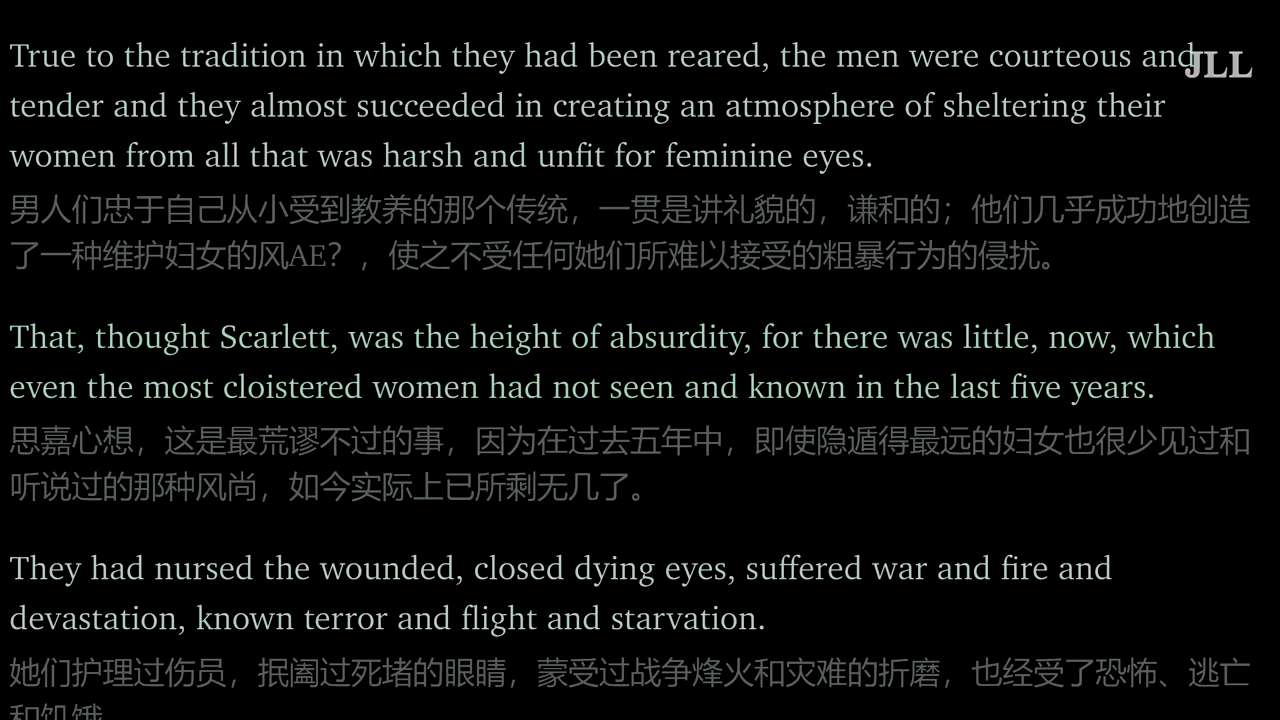 True to the tradition in which they had been reared, the men were courteous and
JLL
tender and they almost succeeded in creating an atmosphere of sheltering their
women from all that was harsh and unfit for feminine eyes.
男人们忠于自己从小受到教养的那个传统，一贯是讲礼貌的，谦和的；他们几乎成功地创造
了一种维护妇女的风AE？，使之不受任何她们所难以接受的粗暴行为的侵扰。
That, thought Scarlett, was the height of absurdity, for there was little, now, which
even the most cloistered women had not seen and known in the last five years.
思嘉心想，这是最荒谬不过的事，因为在过去五年中，即使隐遁得最远的妇女也很少见过和
听说过的那种风尚，如今实际上已所剩无几了。
They had nursed the wounded, closed dying eyes, suffered war and fire and
devastation, known terror and flight and starvation.
她们护理过伤员，抿阖过死堵的眼睛，蒙受过战争烽火和灾难的折磨，也经受了恐怖、逃亡
和饥饿